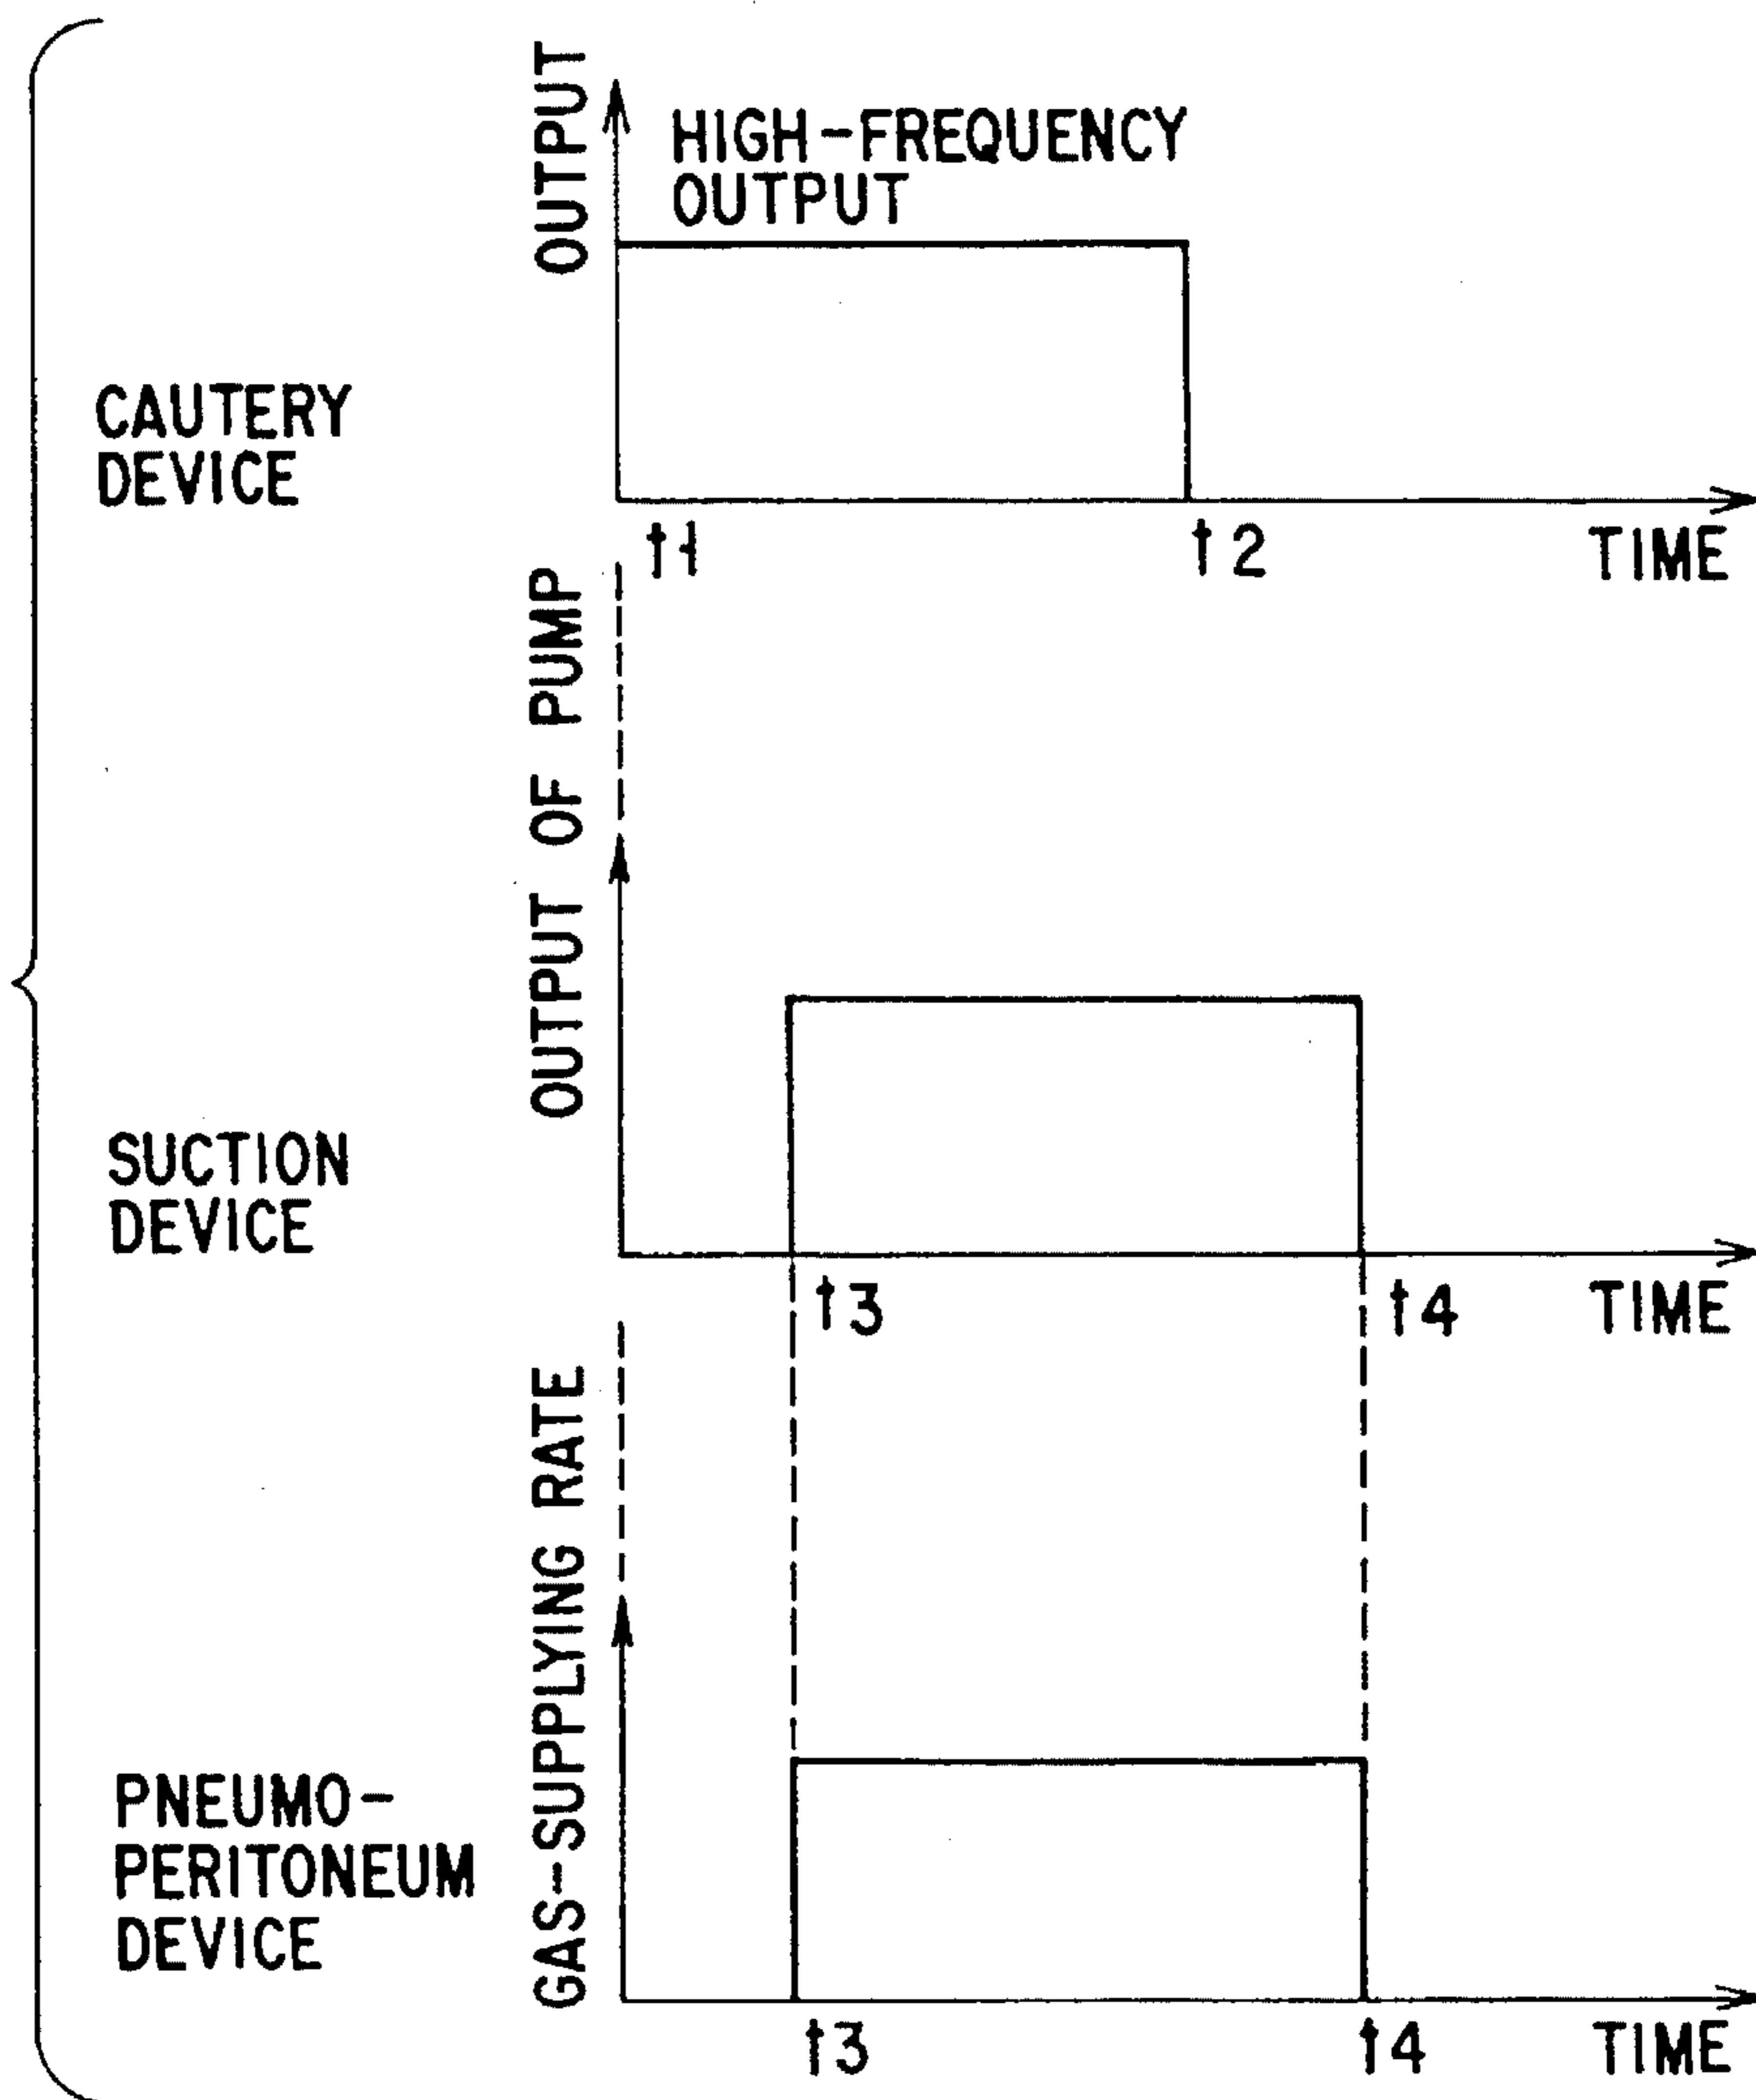 OUTPUT
HIGH-FREQUENCY
OUTPUT
CAUTERY
DEVICE
t1
t2
TIME
OUTPUT OF PUMP
SUCTION
DEVICE
t3
t4
TIME
GAS-SUPPLYING RATE
PNEUMO-
PERITONEUM
DEVICE
t3
t4
TIME